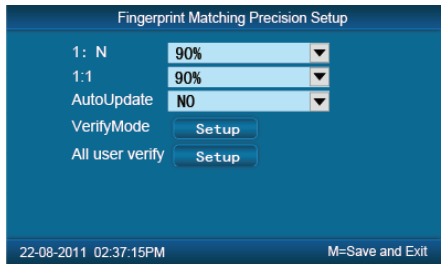 Fingerprint Matching Precision Setup
1: N 90%
1:1 90%
AutoUpdate NO
VerifyMode Setup
All user verify Setup
22-08-2011 02:37:15PM M=Save and Exit